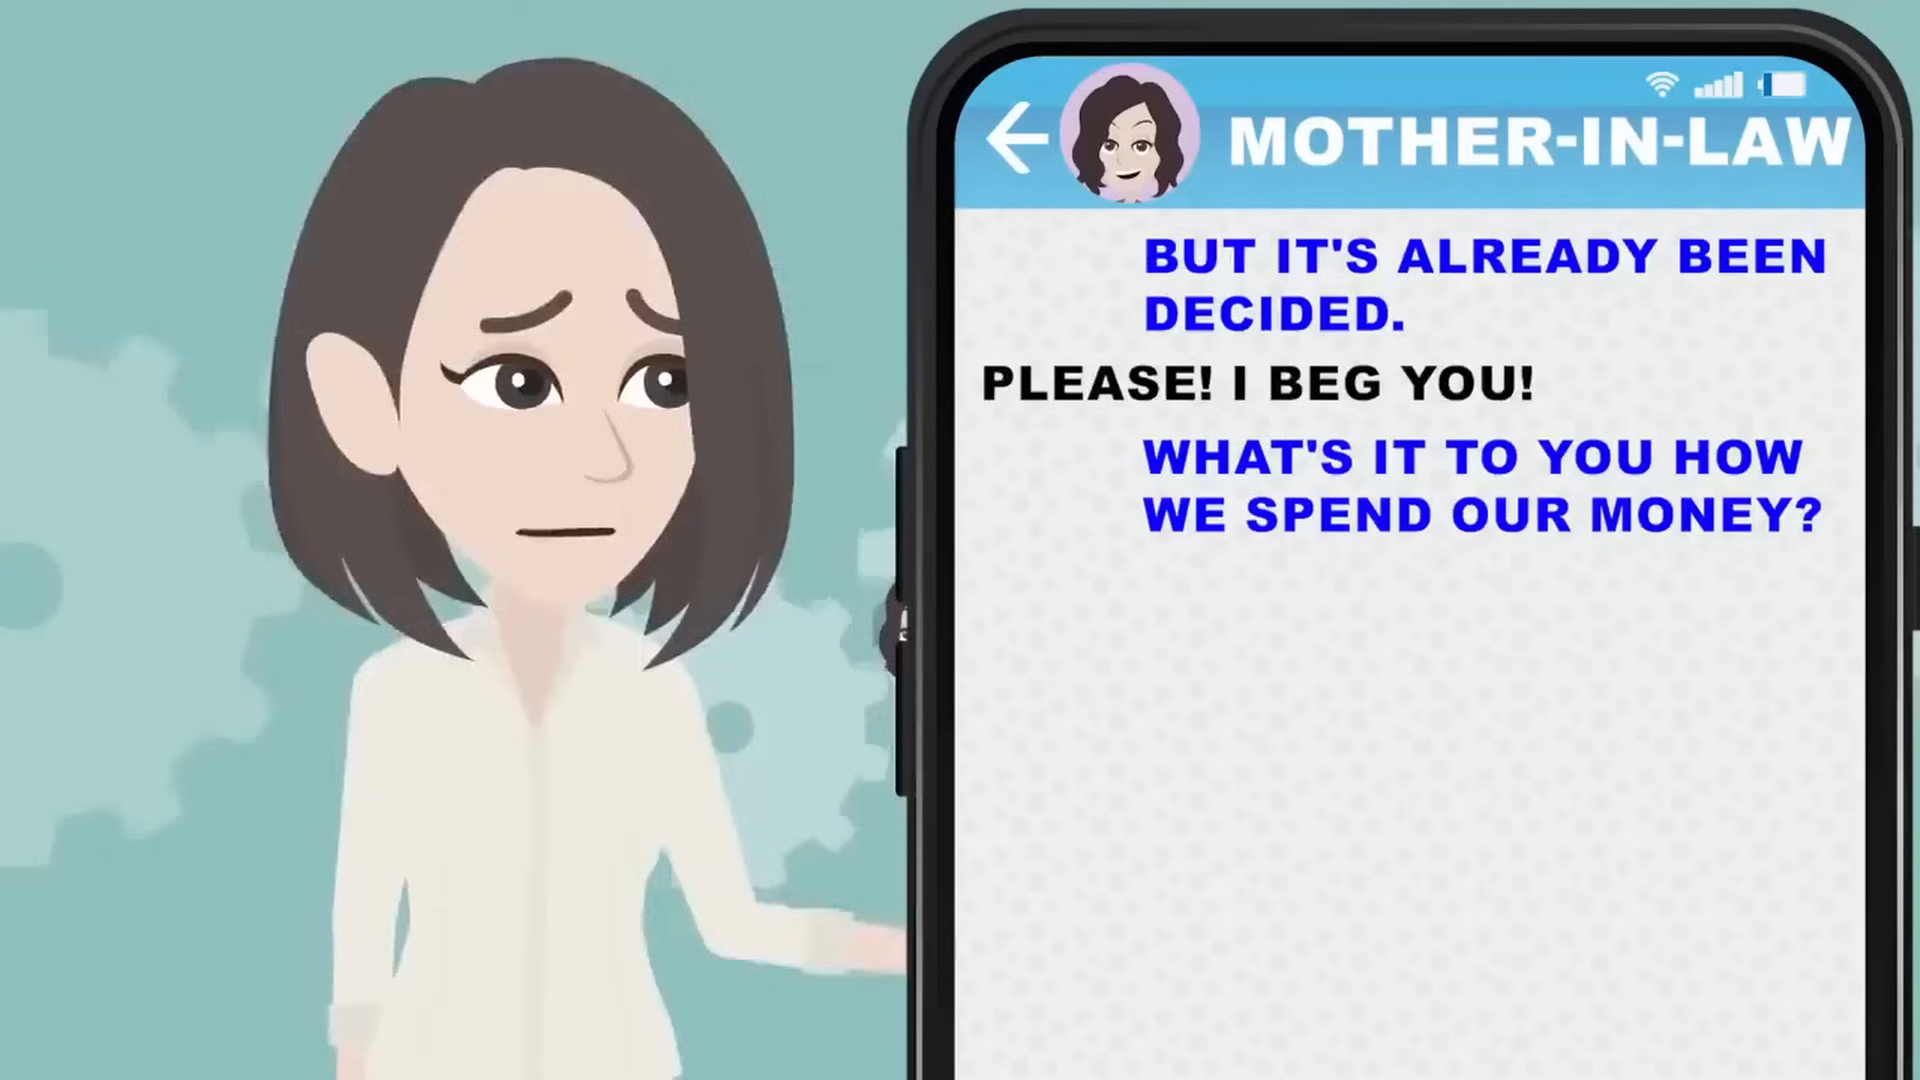 MOTHER-IN-LAW
BUT IT'S ALREADY BEEN
DECIDED.
PLEASE! I BEG YOU!
WHAT'S IT TO YOU HOW
WE SPEND OUR MONEY?